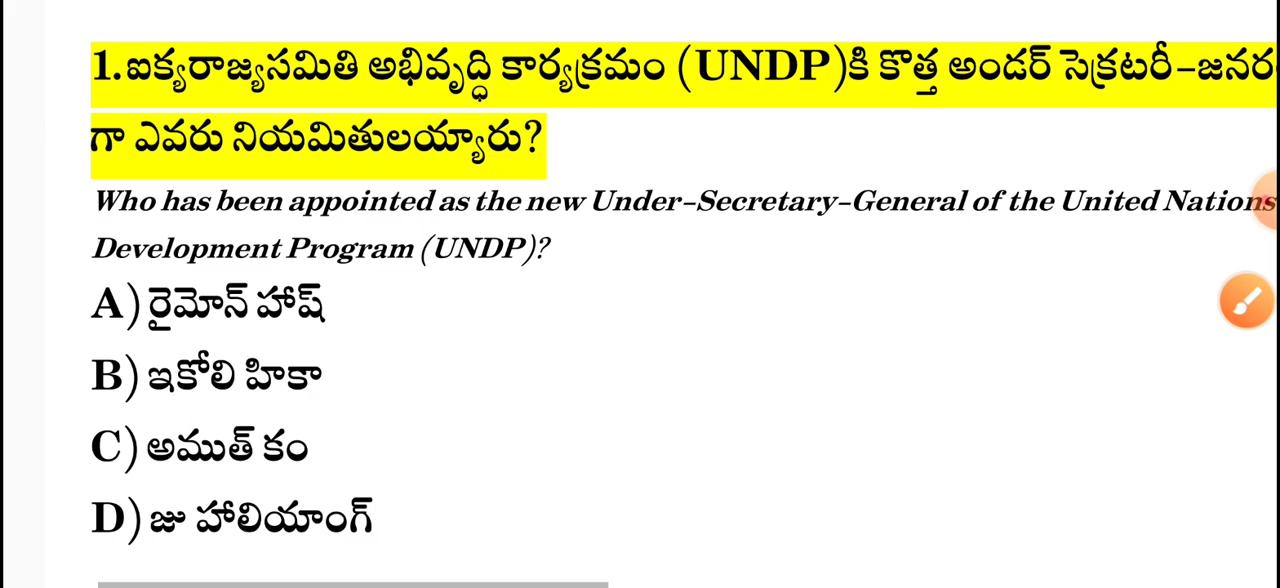 1.ఐక్యరాజ్యసమితి అభివృద్ధి కార్యక్రమం (UNDP)కి కొత్త అండర్ సెక్రటరీ-జనర
గా ఎవరు నియమితులయ్యారు?
Who has been appointed as the new Under-Secretary-General of the United Nations
Development Program (UNDP)?
A) రైమోన్ హాష్
B) ఇకోలి హికా
C) అముత్ కం
D) జు హాలియాంగ్